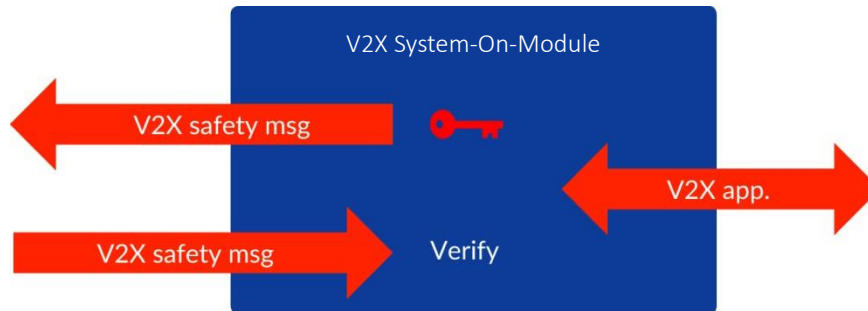 V2X System-On-Module
V2X safety msg
V2X app.
V2X safety msg
Verify